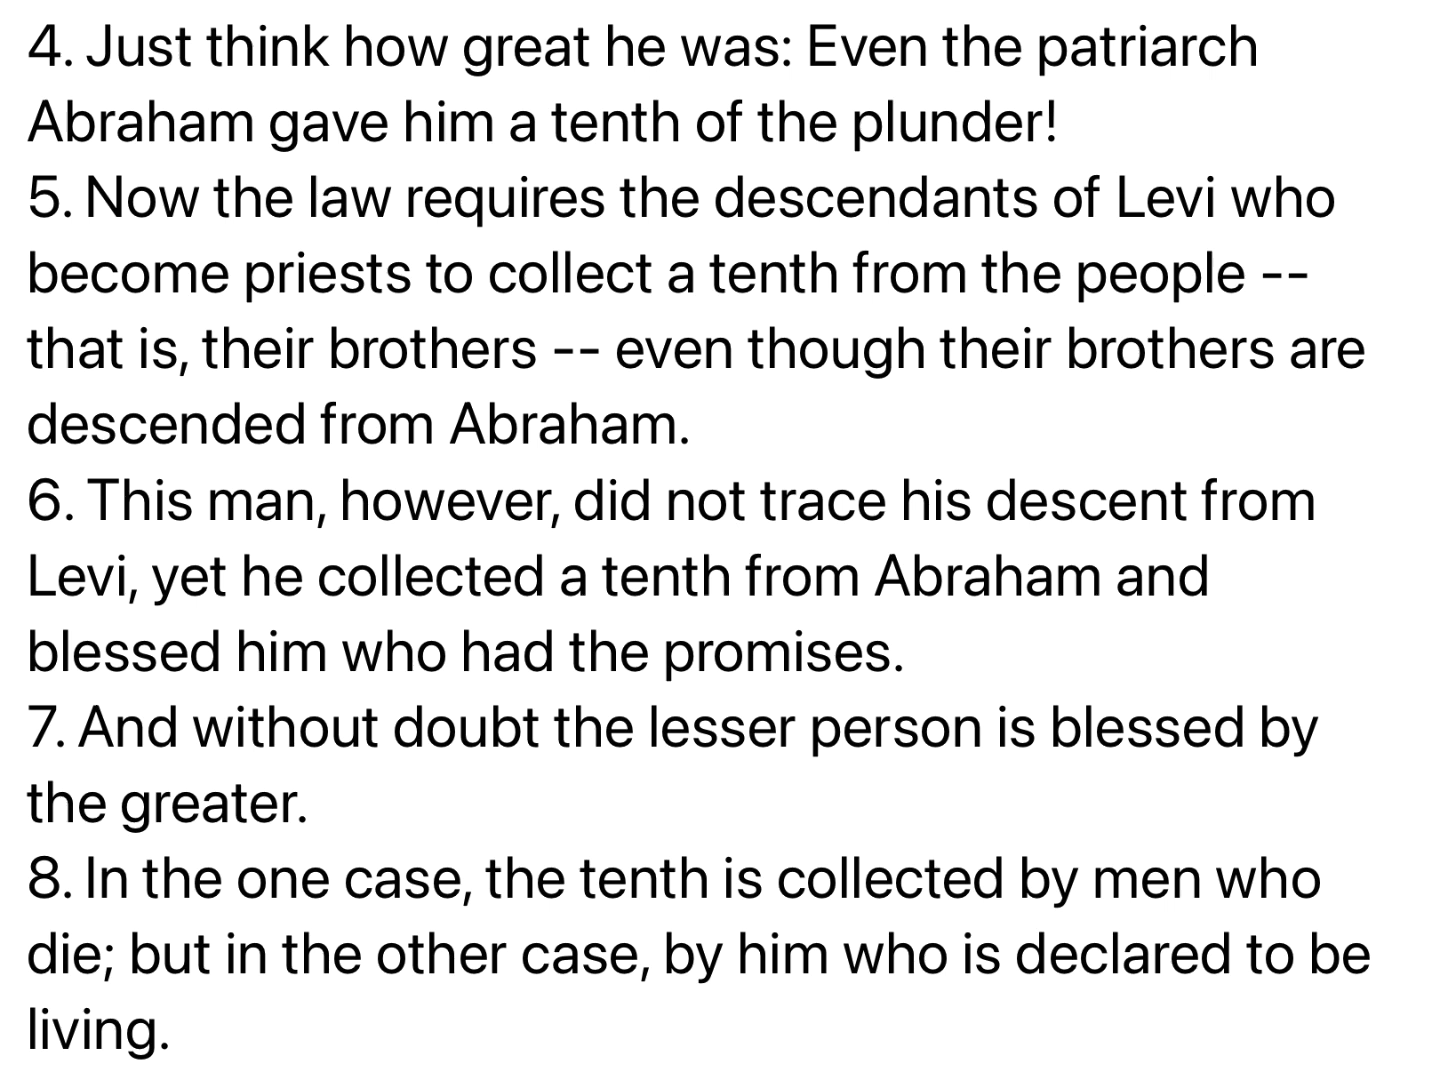 4. Just think how great he was: Even the patriarch
Abraham gave him a tenth of the plunder!
5. Now the law requires the descendants of Levi who
become priests to collect a tenth from the people --
that is, their brothers -- even though their brothers are
descended from Abraham.
6. This man, however, did not trace his descent from
Levi, yet he collected a tenth from Abraham and
blessed him who had the promises.
7. And without doubt the lesser person is blessed by
the greater.
8. In the one case, the tenth is collected by men who
die; but in the other case, by him who is declared to be
living.